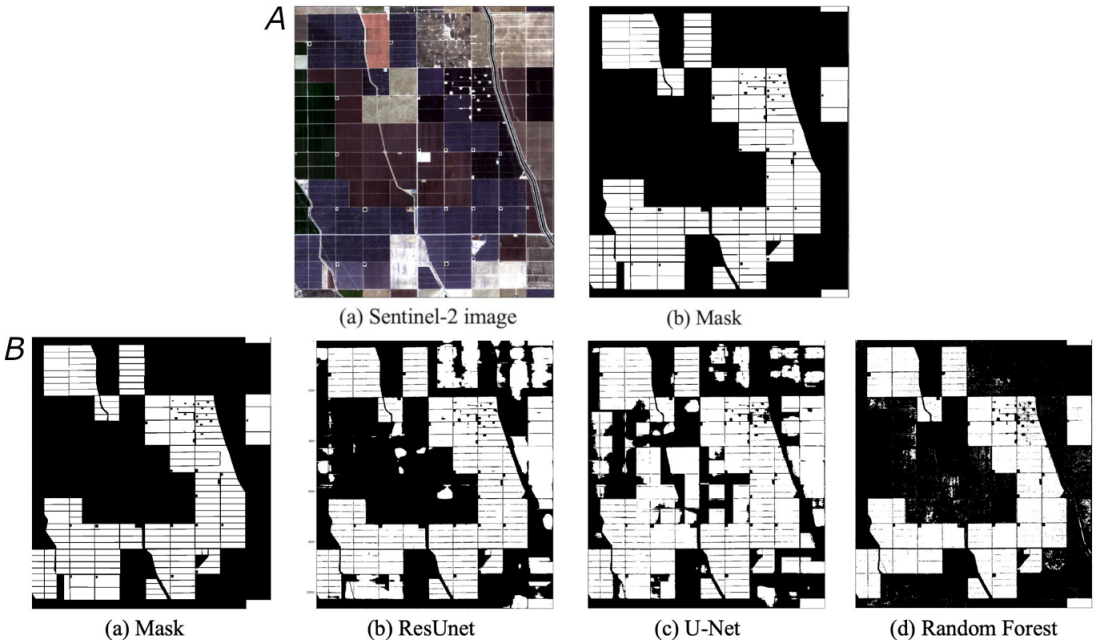 A
(a) Sentinel-2 image
(b) Mask
B
(a) Mask
(b) ResUnet
(c) U-Net
(d) Random Forest